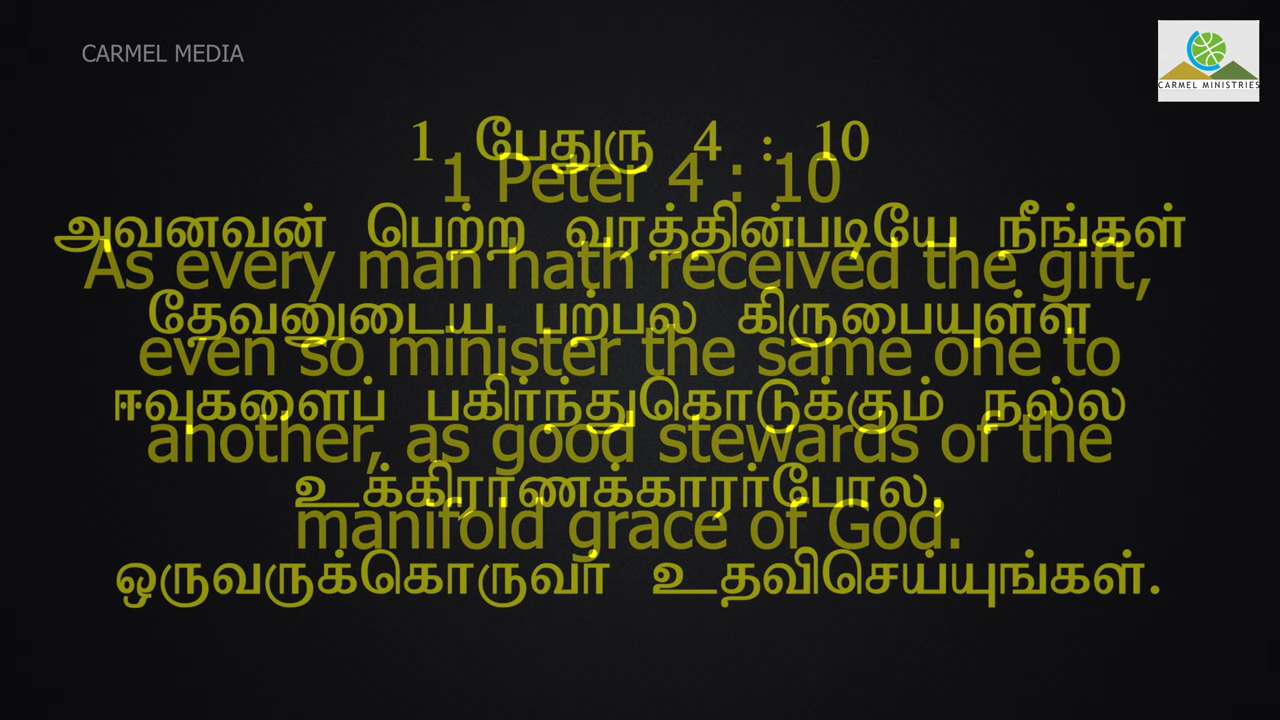 CARMEL MEDIA
CARMEL MINISTRIES
1 பேதுரு 4 : 10
1 Peter 4 : 10
அவனவன் பெற்ற வரத்தின்படியே நீங்கள்
As every man hath received the gift,
தேவனுடைய பற்பல கிருபையுள்ள
even so minister the same one to
ஈவுகளைப் பகிர்ந்துகொடுக்கும் நல்ல
another, as good stewards of the
உக்கிராணக்காரர்போல,
manifold grace of God.
ஒருவருக்கொருவர் உதவிசெய்யுங்கள்.